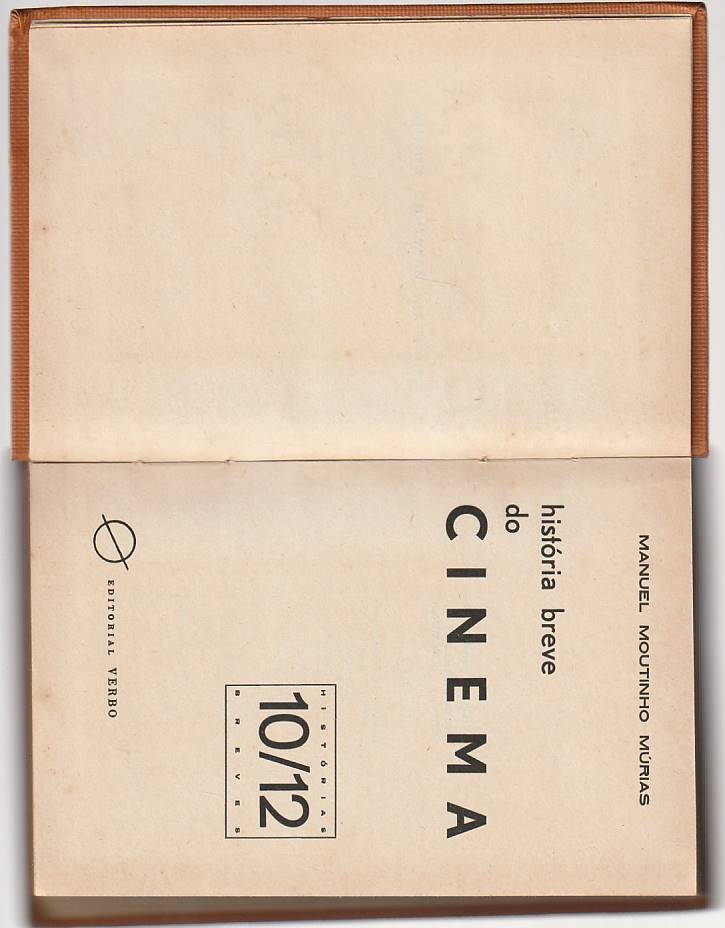 MANUEL MOUTINHO MÚRIAS
história breve
do
CINEMA
HISTÓRIAS
10/12
BREVES
EDITORIAL VERBO